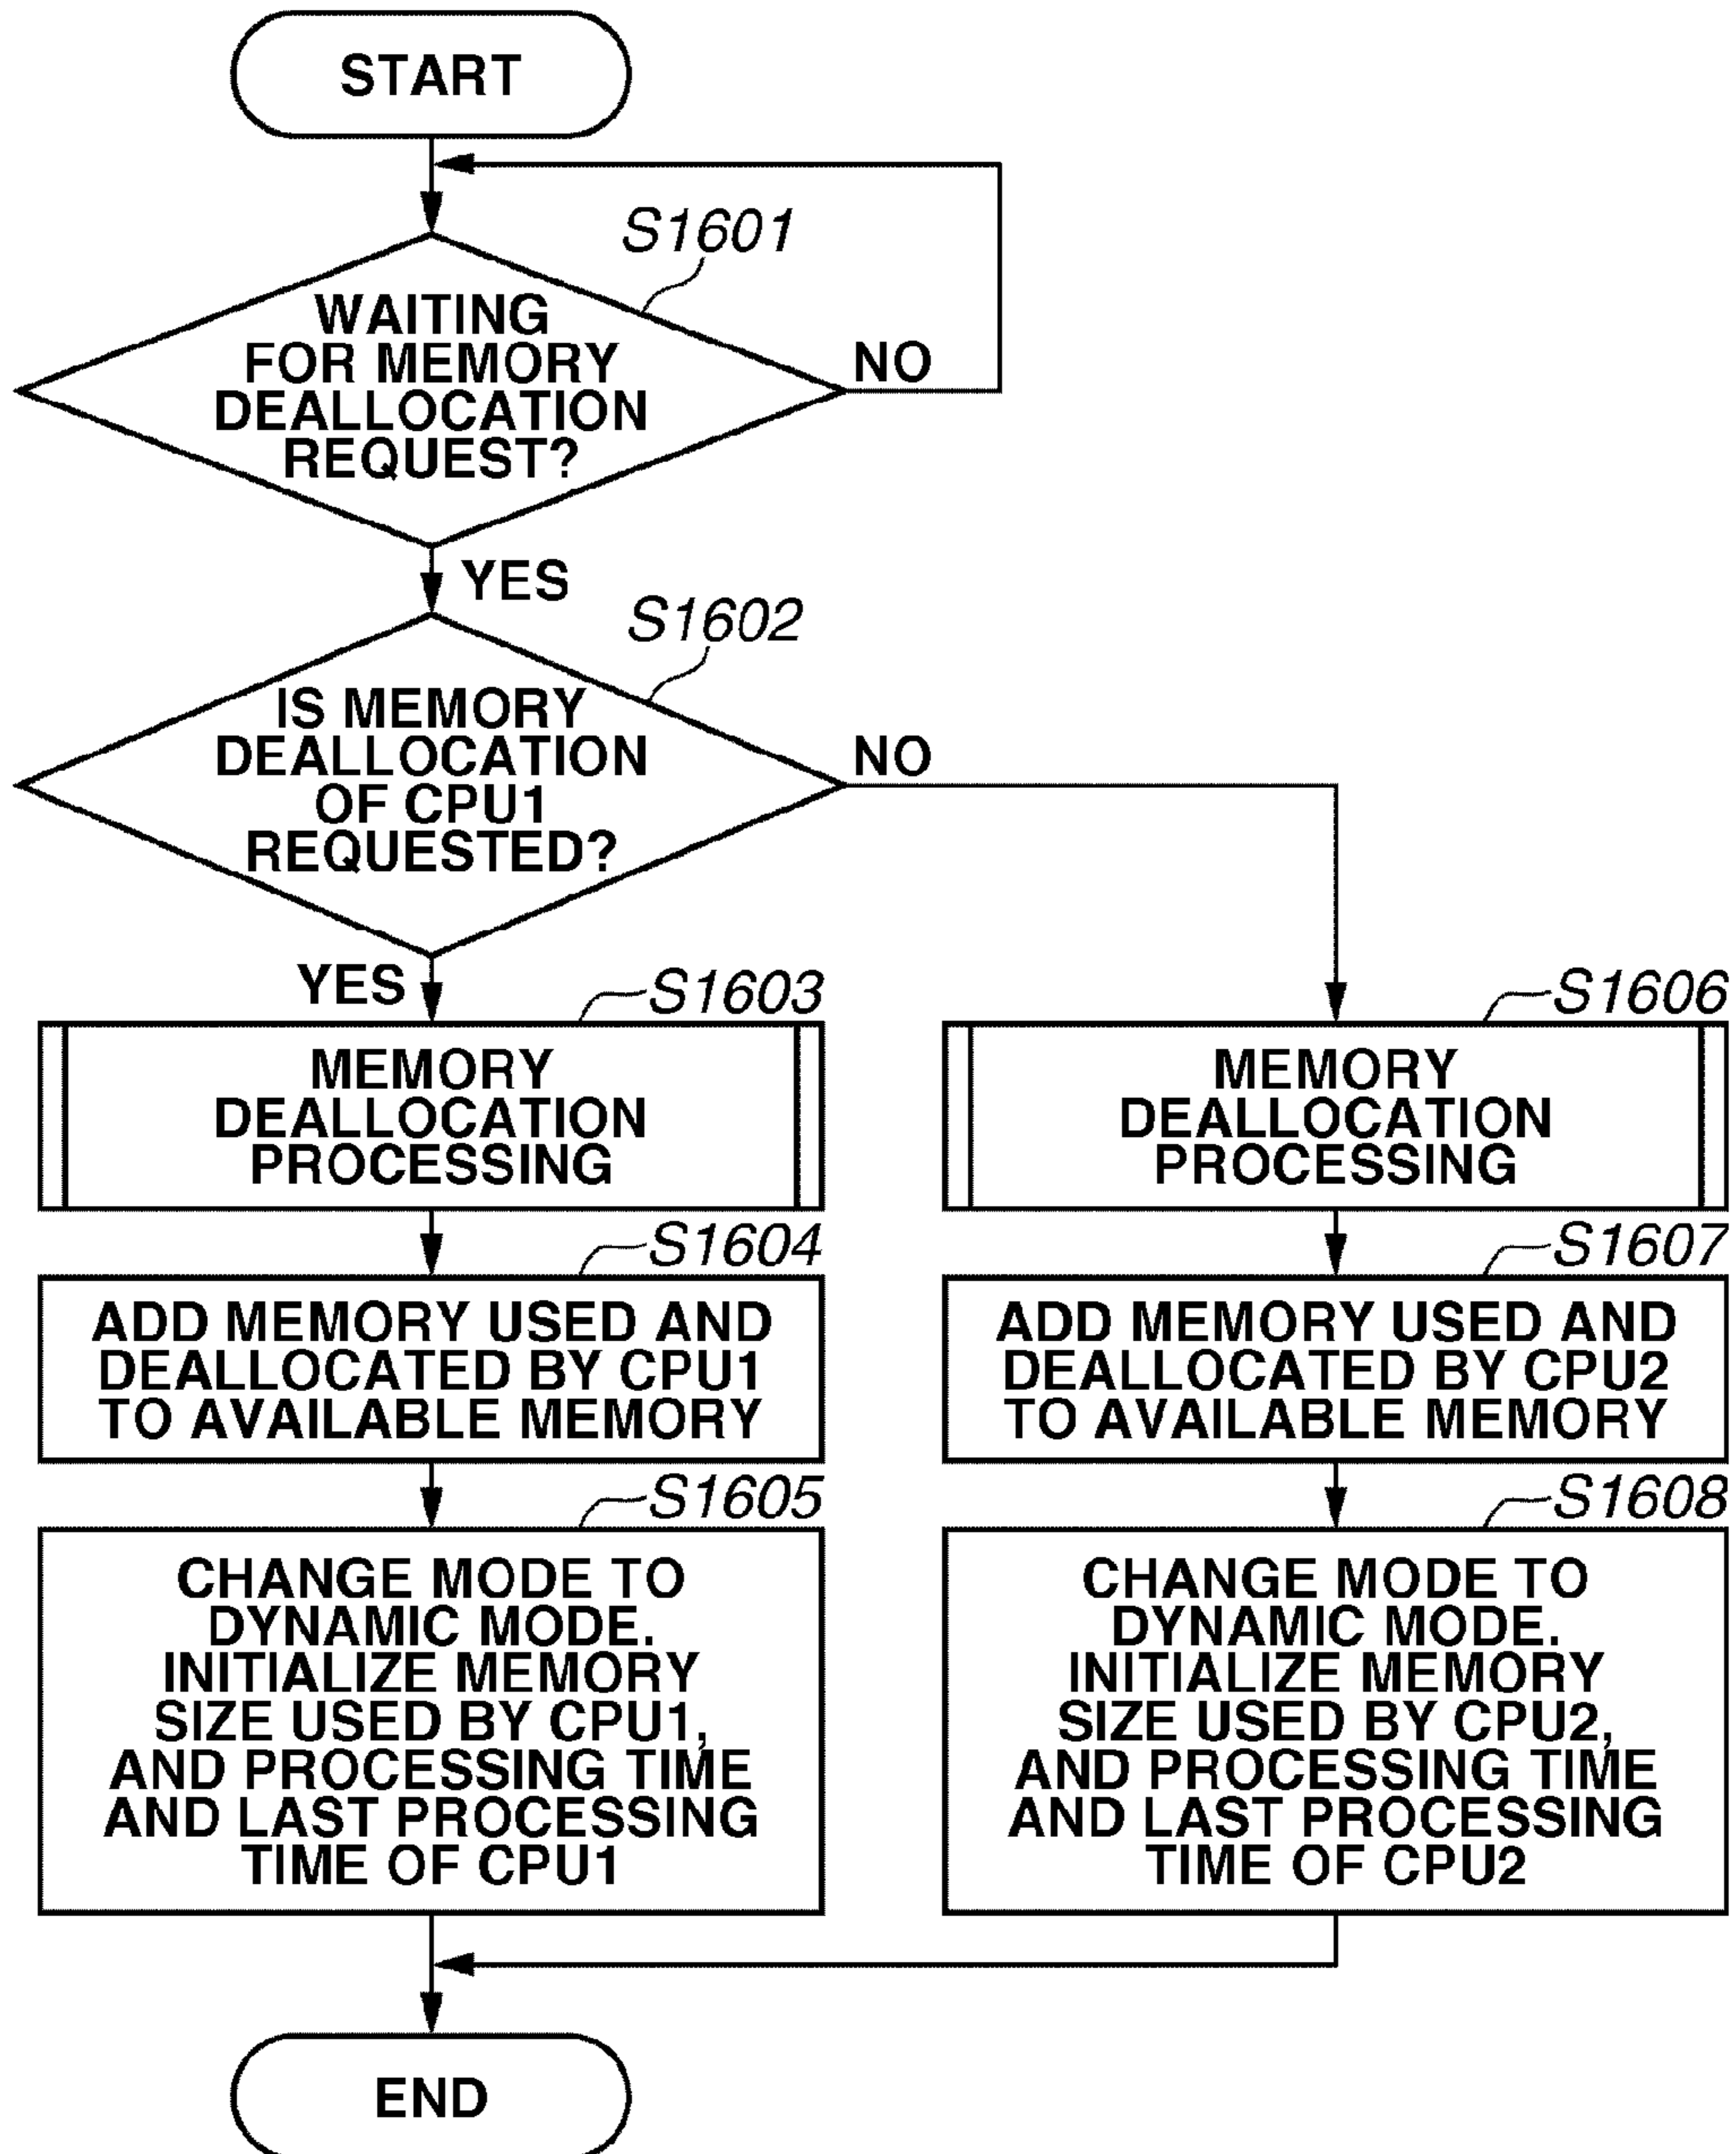 START
S1601
WAITING
FOR MEMORY
DEALLOCATION
REQUEST?
NO
YES
S1602
IS MEMORY
DEALLOCATION
OF CPU1
REQUESTED?
NO
YES
S1603
MEMORY
DEALLOCATION
PROCESSING
S1604
ADD MEMORY USED AND
DEALLOCATED BY CPU1
TO AVAILABLE MEMORY
S1605
CHANGE MODE TO
DYNAMIC MODE.
INITIALIZE MEMORY
SIZE USED BY CPU1,
AND PROCESSING TIME
AND LAST PROCESSING
TIME OF CPU1
S1606
MEMORY
DEALLOCATION
PROCESSING
S1607
ADD MEMORY USED AND
DEALLOCATED BY CPU2
TO AVAILABLE MEMORY
S1608
CHANGE MODE TO
DYNAMIC MODE.
INITIALIZE MEMORY
SIZE USED BY CPU2,
AND PROCESSING TIME
AND LAST PROCESSING
TIME OF CPU2
END